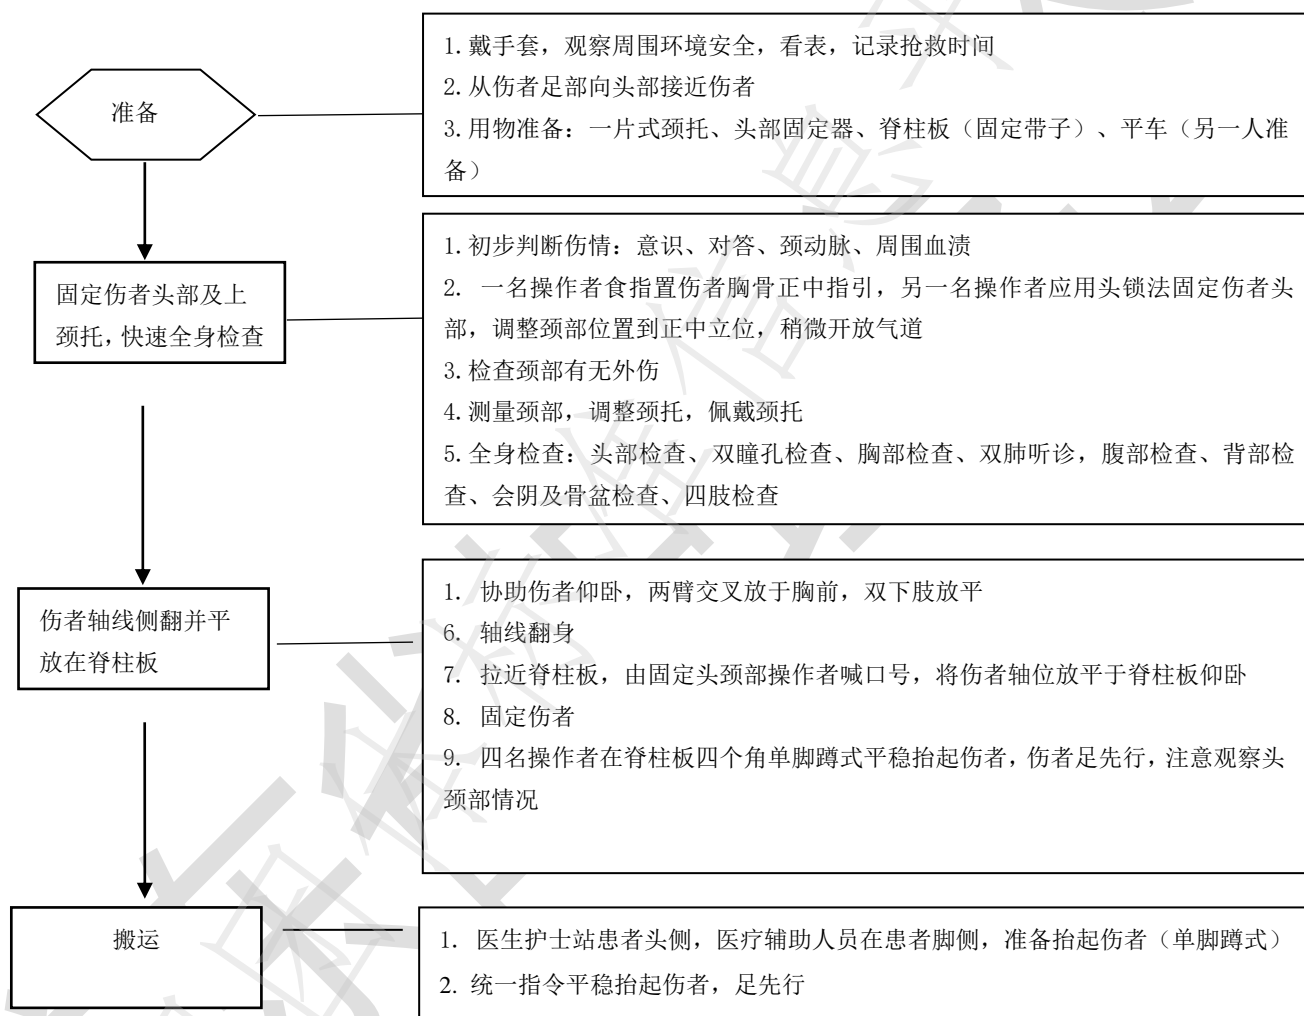 准备
1.戴手套，观察周围环境安全，看表，记录抢救时间
2.从伤者足部向头部接近伤者
3.用物准备：一片式颈托、头部固定器、脊柱板（固定带子）、平车（另一人准
备）
固定伤者头部及上
颈托，快速全身检查
1.初步判断伤情：意识、对答、颈动脉、周围血渍
2. 一名操作者食指置伤者胸骨正中指引，另一名操作者应用头锁法固定伤者头
部，调整颈部位置到正中立位，稍微开放气道
3.检查颈部有无外伤
4.测量颈部，调整颈托，佩戴颈托
5.全身检查：头部检查、双瞳孔检查、胸部检查、双肺听诊，腹部检查、背部检
查、会阴及骨盆检查、四肢检查
伤者轴线侧翻并平
放在脊柱板
1. 协助伤者仰卧，两臂交叉放于胸前，双下肢放平
6. 轴线翻身
7. 拉近脊柱板，由固定头颈部操作者喊口号，将伤者轴位放平于脊柱板仰卧
8. 固定伤者
9. 四名操作者在脊柱板四个角单脚蹲式平稳抬起伤者，伤者足先行，注意观察头
颈部情况
搬运
1. 医生护士站患者头侧，医疗辅助人员在患者脚侧，准备抬起伤者（单脚蹲式）
2. 统一指令平稳抬起伤者，足先行